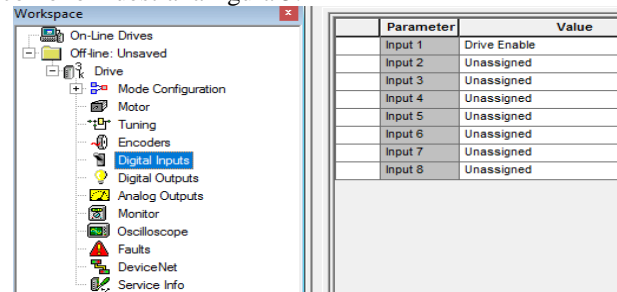 Workspace
On-Line Drives
Off-line: Unsaved
Drive
Mode Configuration
Motor
Tuning
Encoders
Digital Inputs
Digital Outputs
Analog Outputs
Monitor
Oscilloscope
Faults
DeviceNet
Service Info
Parameter Value
Input 1 Drive Enable
Input 2 Unassigned
Input 3 Unassigned
Input 4 Unassigned
Input 5 Unassigned
Input 6 Unassigned
Input 7 Unassigned
Input 8 Unassigned